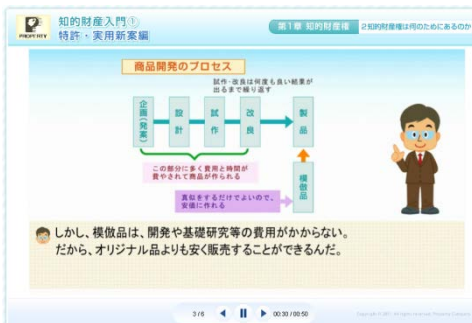 PROPERTY
知的財産入門①
特許・実用新案編
第1章 知的財産権
2知的財産権は何のためにあるのか
商品開発のプロセス
試作・改良は何度も良い結果が
出るまで繰り返す
企画(発案)
設計
試作
改良
製品
この部分に多く費用と時間が
費やされて商品が作られる
模倣品
真似をするだけでよいので、
安価に作れる
しかし、模倣品は、開発や基礎研究等の費用がかからない。
だから、オリジナル品よりも安く販売することができるんだ。
3/6
00:30 / 00:50